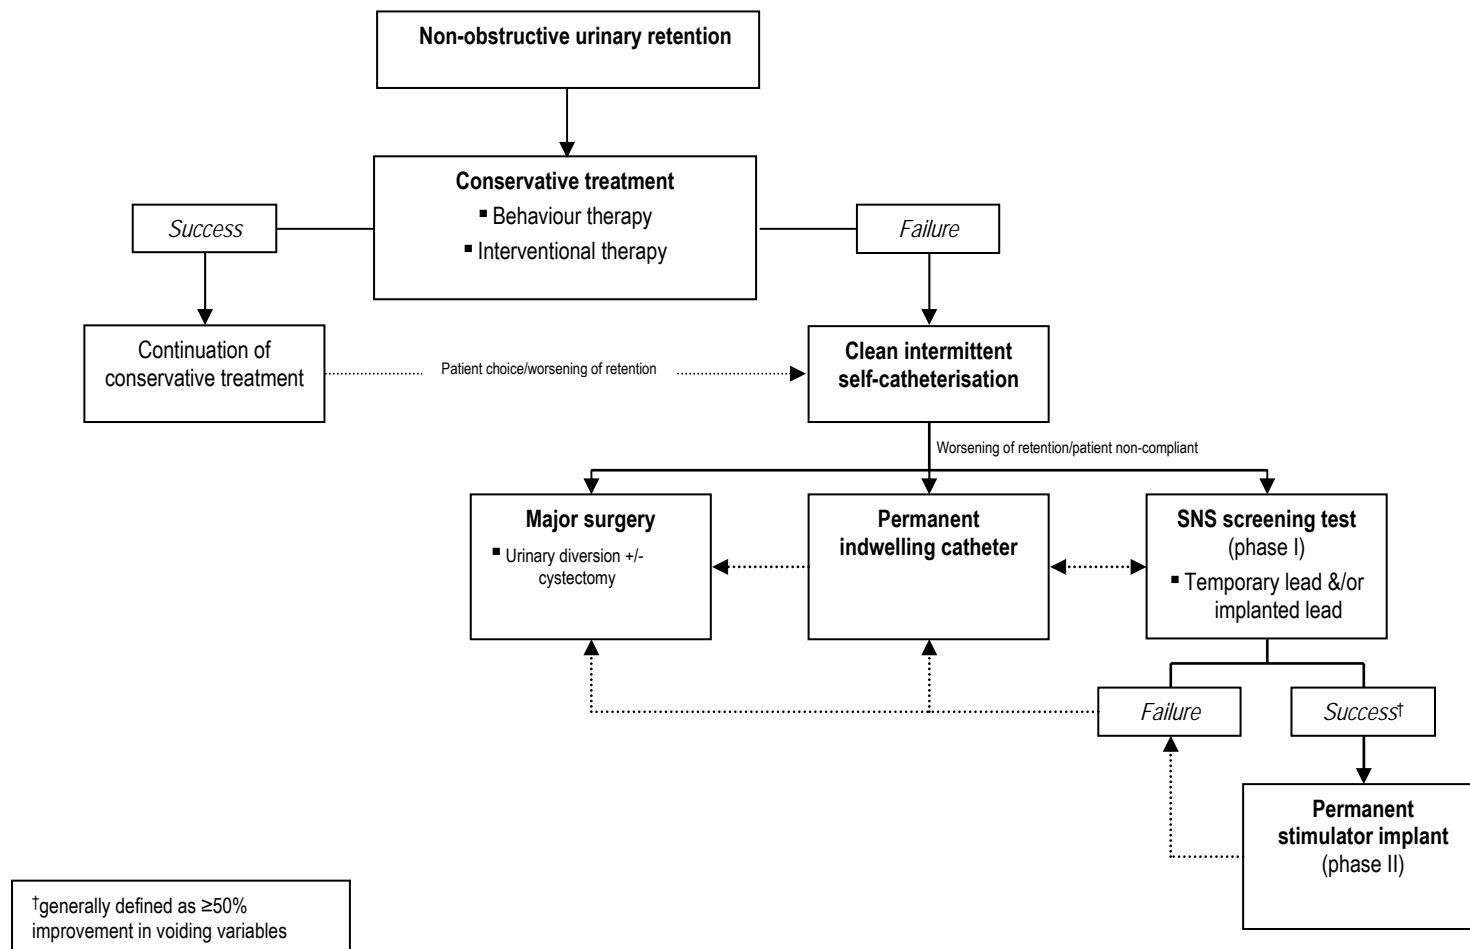 Non-obstructive urinary retention
Conservative treatment
▪ Behaviour therapy
▪ Interventional therapy
Success
Failure
Continuation of
conservative treatment
Patient choice/worsening of retention
Clean intermittent
self-catheterisation
Worsening of retention/patient non-compliant
Major surgery
▪ Urinary diversion +/-
cystectomy
Permanent
indwelling catheter
SNS screening test
(phase I)
▪ Temporary lead &/or
implanted lead
Failure
Success†
Permanent
stimulator implant
(phase II)
†generally defined as ≥50%
improvement in voiding variables